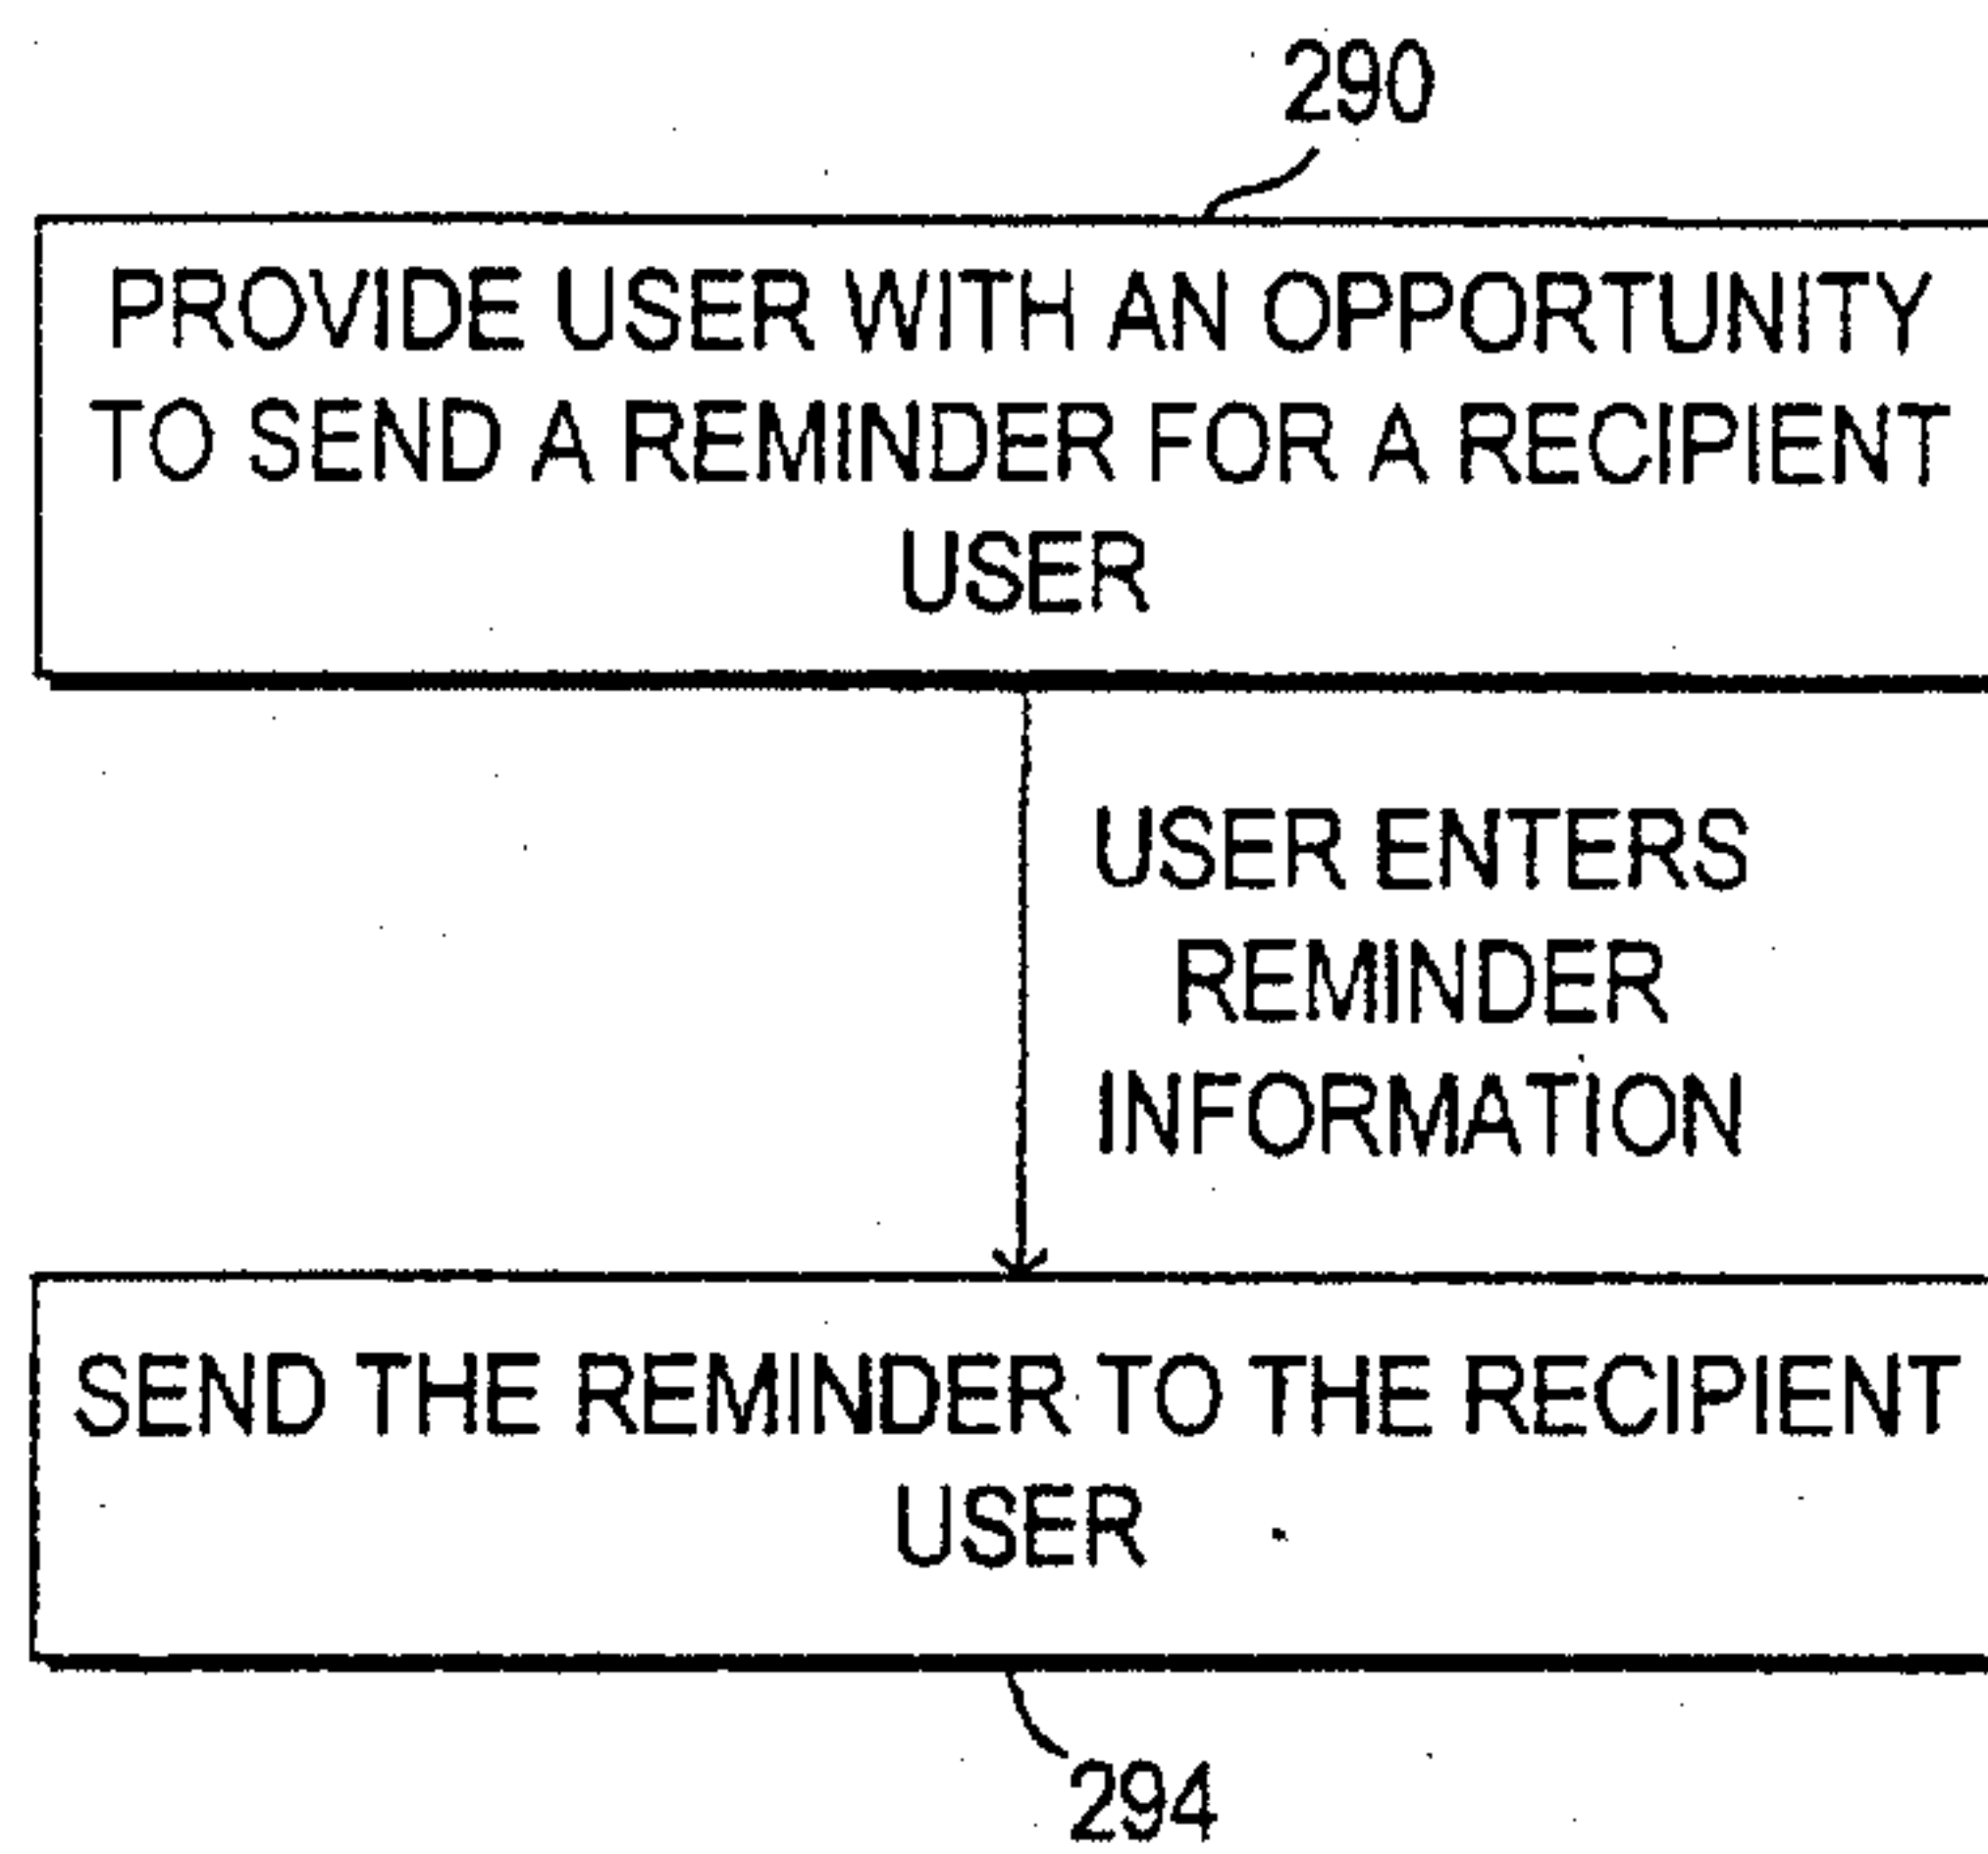 290
PROVIDE USER WITH AN OPPORTUNITY
TO SEND A REMINDER FOR A RECIPIENT
USER
USER ENTERS
REMINDER
INFORMATION
SEND THE REMINDER TO THE RECIPIENT
USER
294